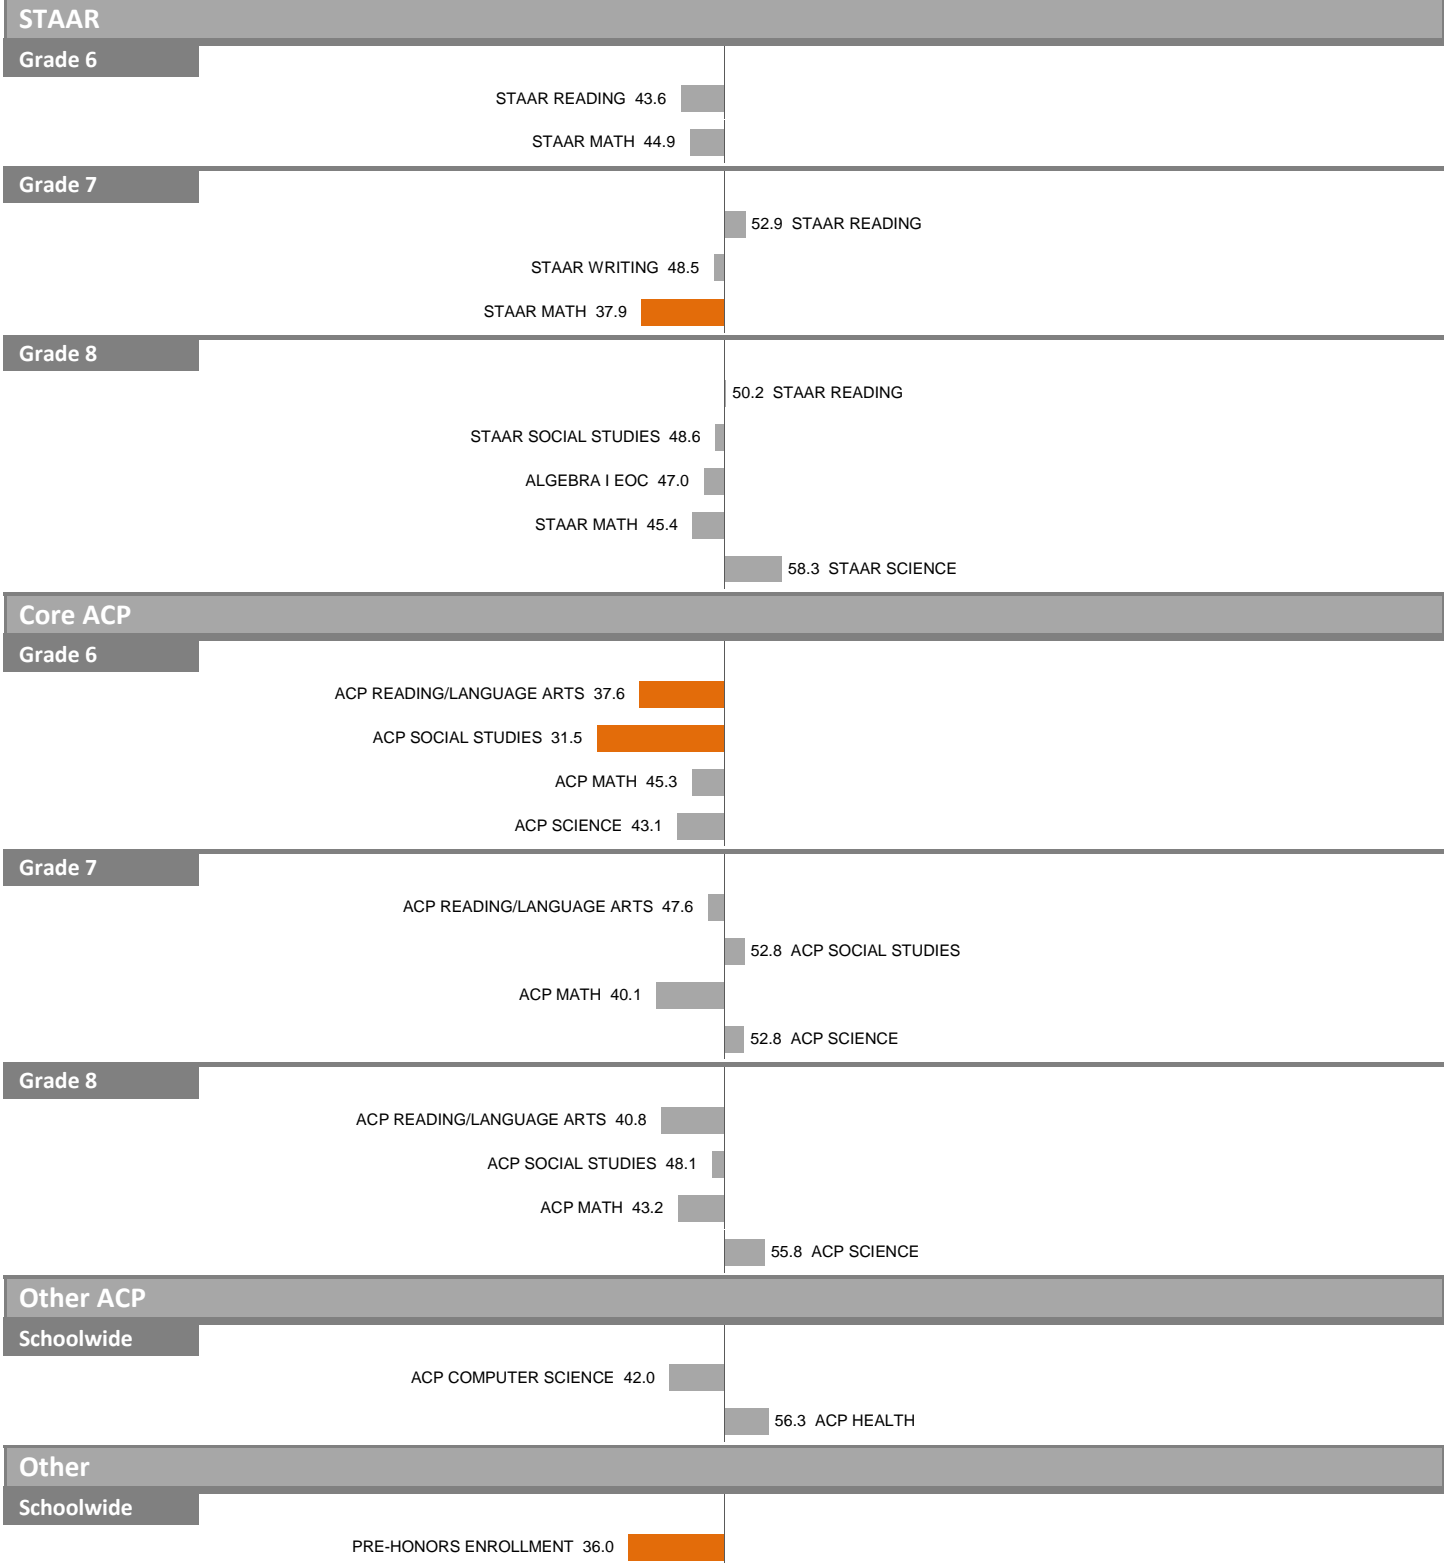 STAAR
Grade 6
STAAR READING 43.6
STAAR MATH 44.9
Grade 7
52.9 STAAR READING
STAAR WRITING 48.5
STAAR MATH 37.9
Grade 8
50.2 STAAR READING
STAAR SOCIAL STUDIES 48.6
ALGEBRA I EOC 47.0
STAAR MATH 45.4
58.3 STAAR SCIENCE
Core ACP
Grade 6
ACP READING/LANGUAGE ARTS 37.6
ACP SOCIAL STUDIES 31.5
ACP MATH 45.3
ACP SCIENCE 43.1
Grade 7
ACP READING/LANGUAGE ARTS 47.6
52.8 ACP SOCIAL STUDIES
ACP MATH 40.1
52.8 ACP SCIENCE
Grade 8
ACP READING/LANGUAGE ARTS 40.8
ACP SOCIAL STUDIES 48.1
ACP MATH 43.2
55.8 ACP SCIENCE
Other ACP
Schoolwide
ACP COMPUTER SCIENCE 42.0
56.3 ACP HEALTH
Other
Schoolwide
PRE-HONORS ENROLLMENT 36.0